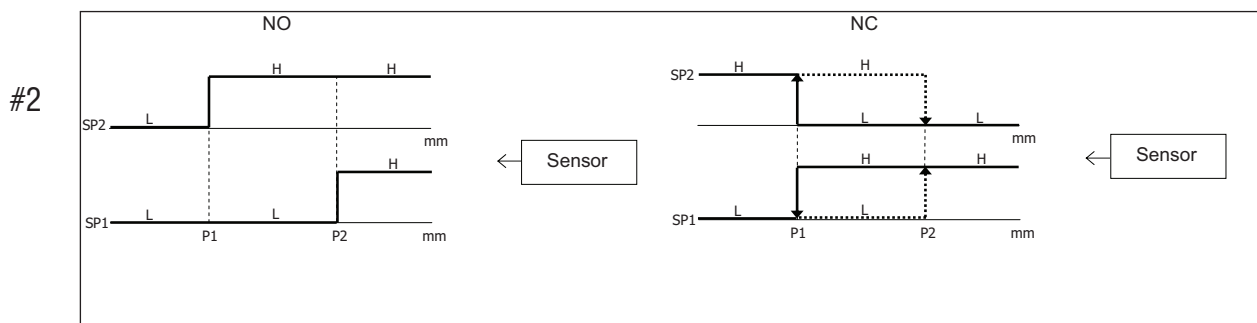 NO NC
H H
H H
#2
SP2 L
mm
SP2
L L
mm
Sensor
Sensor
H
H H
SP1 L L
P1 P2 mm
SP1 L L
P1 P2 mm